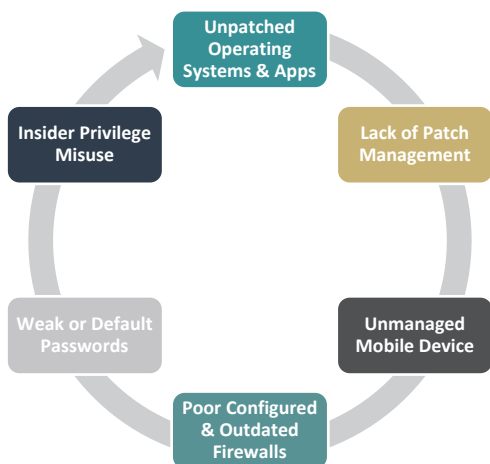 Unpatched
Operating
Systems & Apps
Lack of Patch
Management
Unmanaged
Mobile Device
Poor Configured
& Outdated
Firewalls
Weak or Default
Passwords
Insider Privilege
Misuse